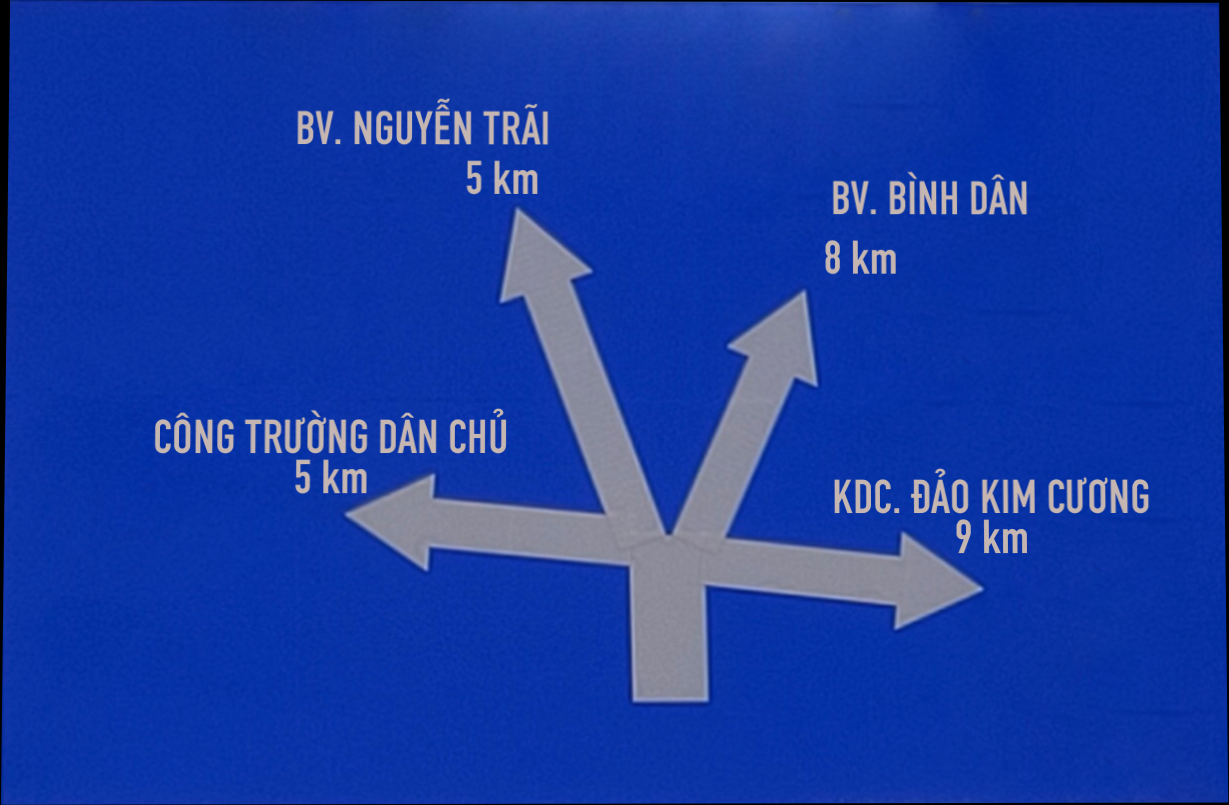 BV. NGUYỄN TRÃI
5 km
BV. BÌNH DÂN
8 km
CÔNG TRƯỜNG DÂN CHỦ
5 km
KDC. ĐẢO KIM CƯƠNG
9 km